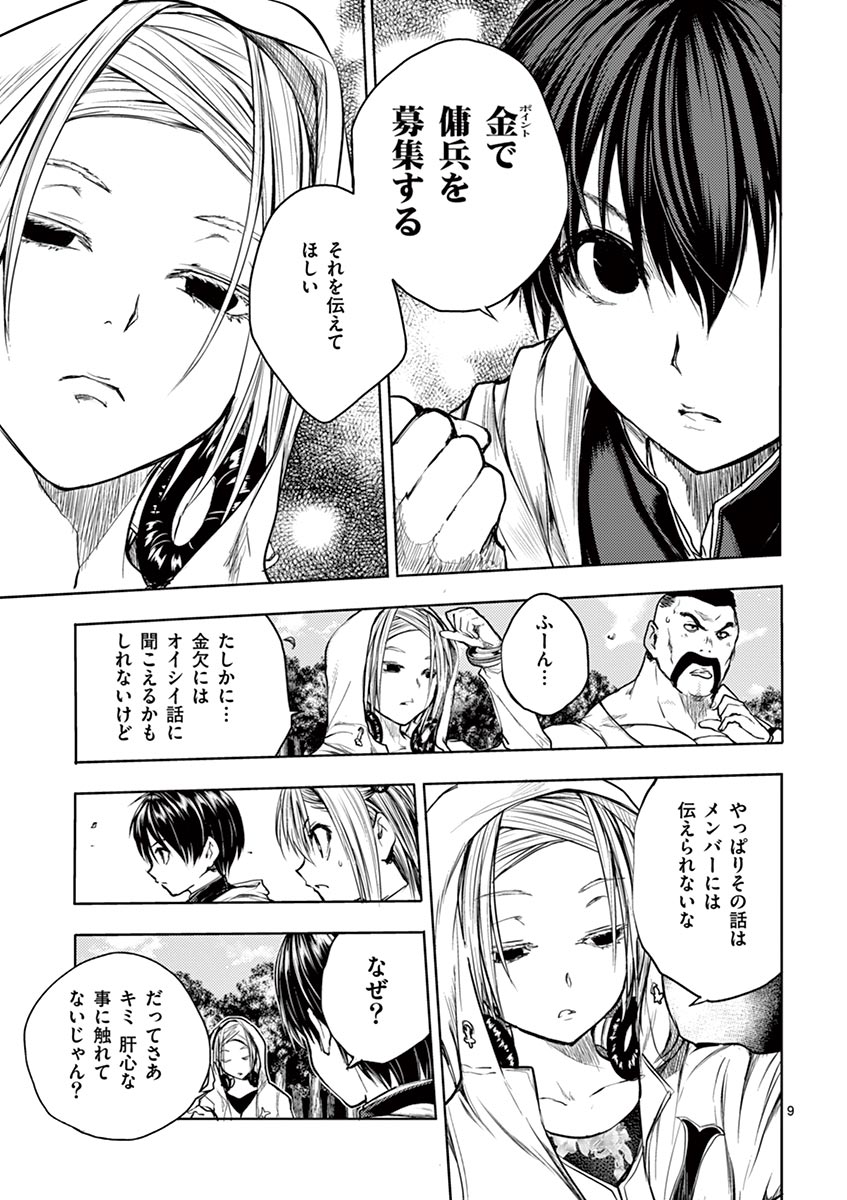 金で
ポイント
傭兵を
募集する
それを伝えて
ほしい
ふーん…
たしかに…
金欠には
オイシイ話に
聞こえるかも
しれないけど
やっぱりその話は
メンバーには
伝えられないな
なぜ？
だってさあ
キミ 肝心な
事に触れて
ないじゃん？
9